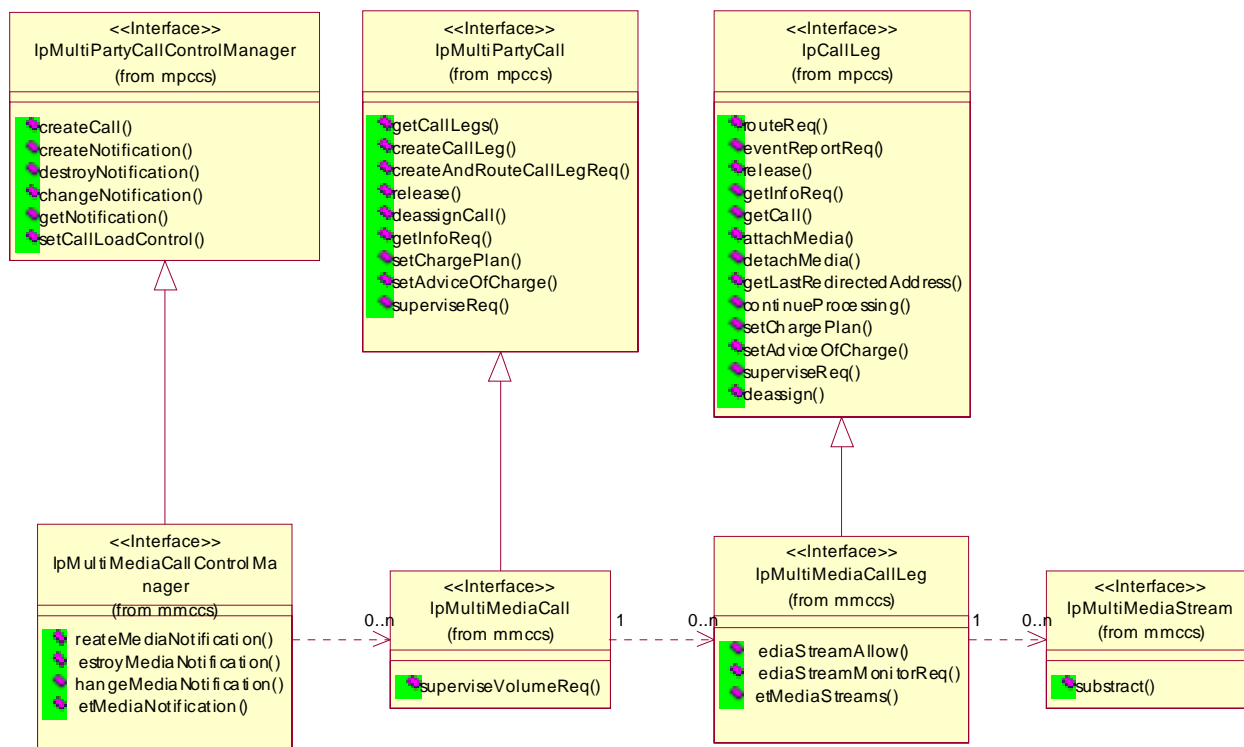 <<Interface>>
IpMultiPartyCallControlManager
(from mpccs)
createCall()
createNotification()
destroyNotification()
changeNotification()
getNotification()
setCallLoadControl()
<<Interface>>
IpMultiPartyCall
(from mpccs)
getCallLegs()
createCallLeg()
createAndRouteCallLegReq()
release()
deassignCall()
getInfoReq()
setChargePlan()
setAdviceOfCharge()
superviseReq()
<<Interface>>
IpCallLeg
(from mpccs)
routeReq()
eventReportReq()
release()
getInfoReq()
getCall()
attachMedia()
detachMedia()
getLastRedirectedAddress()
continueProcessing()
setChargePlan()
setAdviceOfCharge()
superviseReq()
deassign()
<<Interface>>
IpMultiMediaCallControlMa
nager
(from mmccs)
reateMediaNotification()
estroyMediaNotification()
hangeMediaNotification()
etMediaNotification()
0..n
<<Interface>>
IpMultiMediaCall
(from mmccs)
superviseVolumeReq()
1
0..n
<<Interface>>
IpMultiMediaCallLeg
(from mmccs)
ediaStreamAllow()
ediaStreamMonitorReq()
etMediaStreams()
1
0..n
<<Interface>>
IpMultiMediaStream
(from mmccs)
substract()